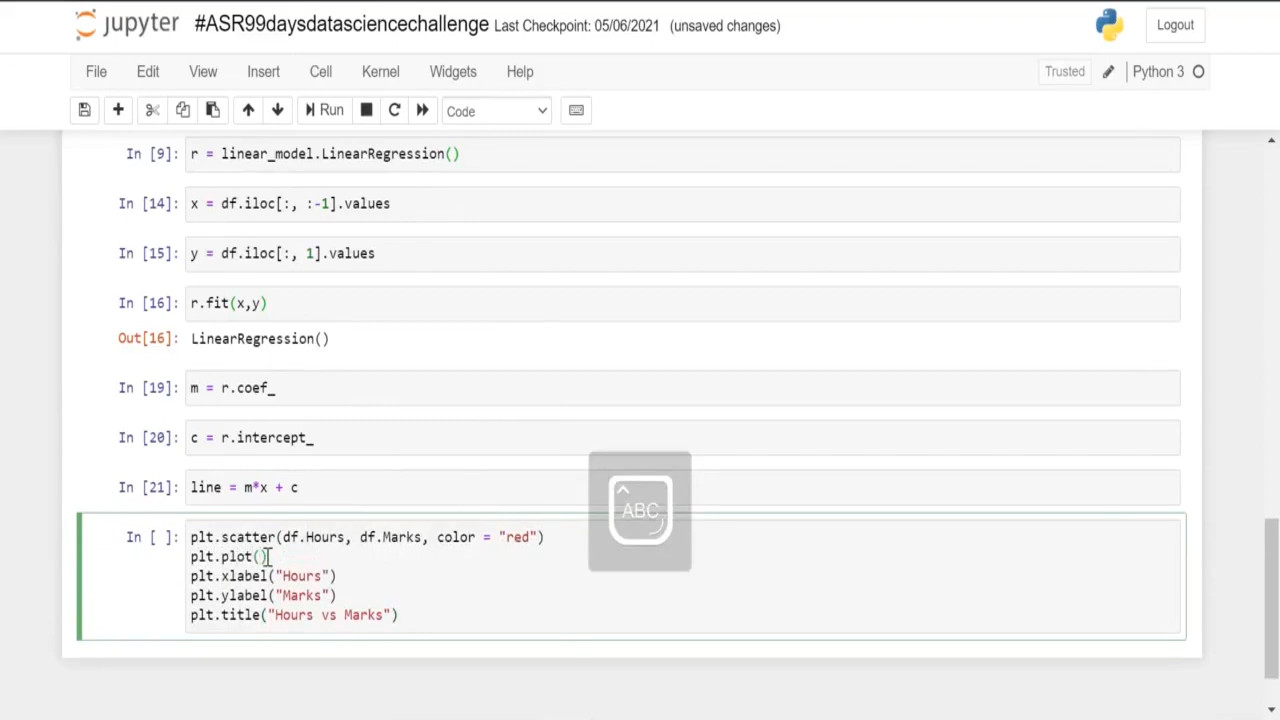 jupyter #ASR99daysdatasciencechallenge Last Checkpoint: 05/06/2021 (unsaved changes) Logout
File Edit View Insert Cell Kernel Widgets Help Trusted Python 3
Run Code
In [9]: r = linear_model.LinearRegression()
In [14]: x = df.iloc[:, :-1].values
In [15]: y = df.iloc[:, 1].values
In [16]: r.fit(x,y)
Out[16]: LinearRegression()
In [19]: m = r.coef_
In [20]: c = r.intercept_
In [21]: line = m*x + c
ABC
In [ ]: plt.scatter(df.Hours, df.Marks, color = "red")
plt.plot()
plt.xlabel("Hours")
plt.ylabel("Marks")
plt.title("Hours vs Marks")